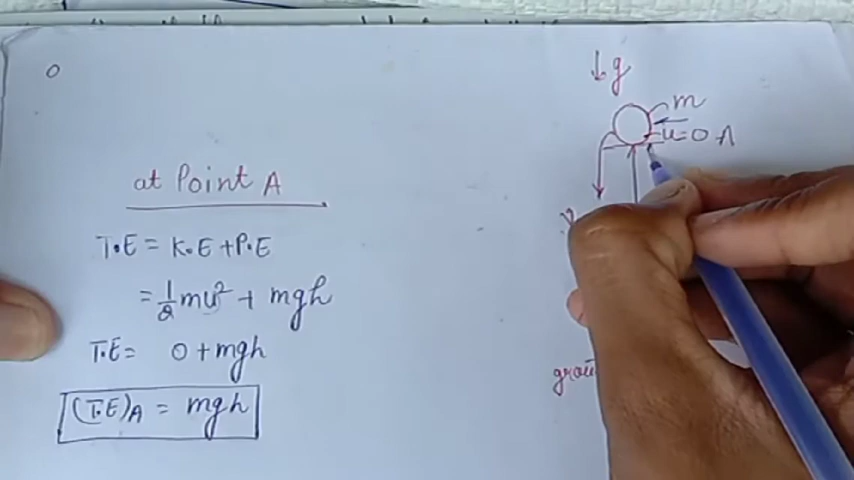 ↓g
m
u=0 A
at Point A
T.E = K.E + P.E
= 1/2 mu² + mgh
T.E = 0 + mgh
(T.E)A = mgh